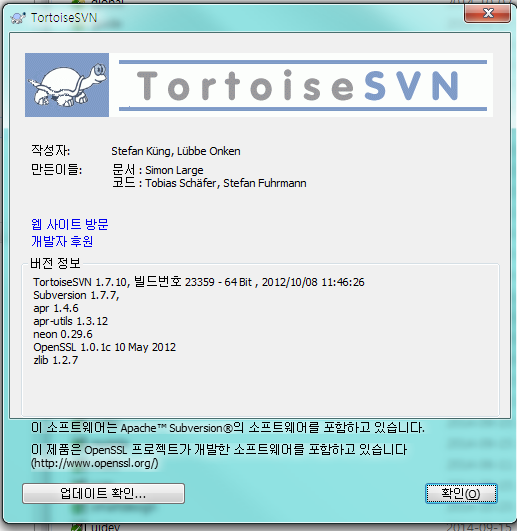 global
TortoiseSVN
TortoiseSVN
작성자: Stefan Küng, Lübbe Onken
만든이들: 문서 : Simon Large
코드 : Tobias Schäfer, Stefan Fuhrmann
웹 사이트 방문
개발자 후원
버전 정보
TortoiseSVN 1.7.10, 빌드번호 23359 - 64 Bit , 2012/10/08 11:46:26
Subversion 1.7.7,
apr 1.4.6
apr-utils 1.3.12
neon 0.29.6
OpenSSL 1.0.1c 10 May 2012
zlib 1.2.7
이 소프트웨어는 Apache™ Subversion®의 소프트웨어를 포함하고 있습니다.
이 제품은 OpenSSL 프로젝트가 개발한 소프트웨어를 포함하고 있습니다
(http://www.openssl.org/)
업데이트 확인... 확인(O)
2014-09-15